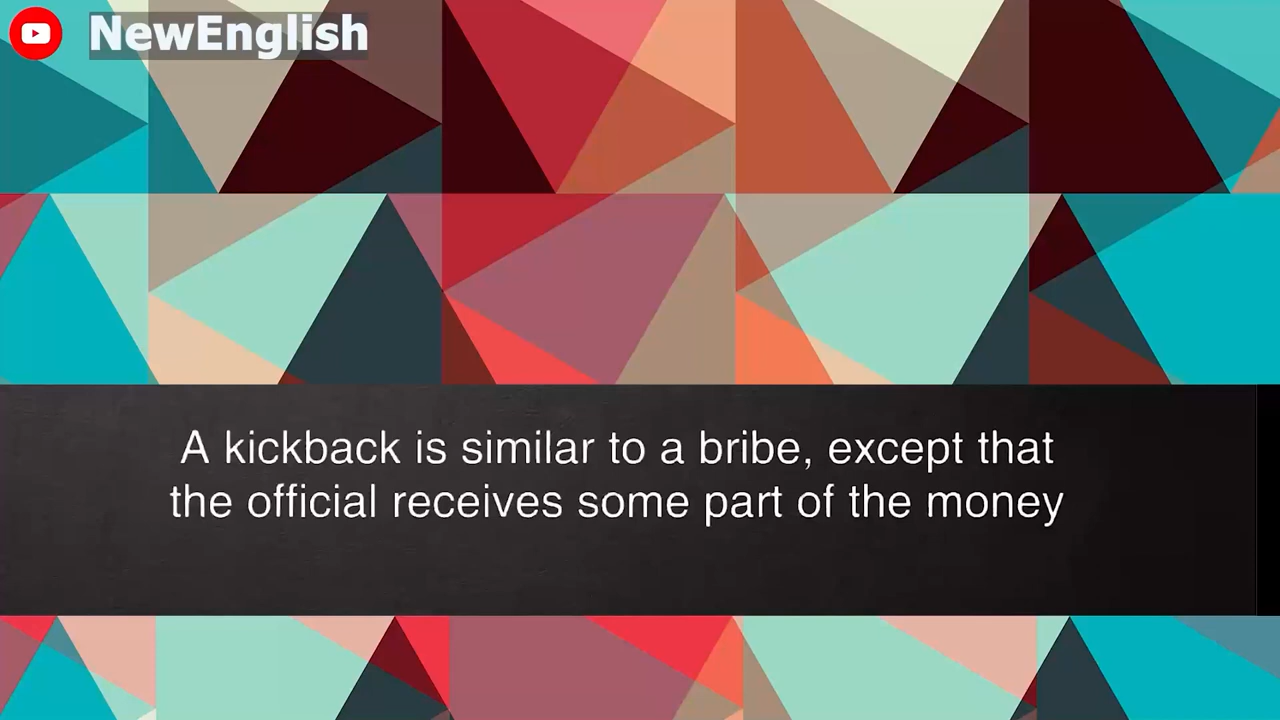 NewEnglish
A kickback is similar to a bribe, except that
the official receives some part of the money